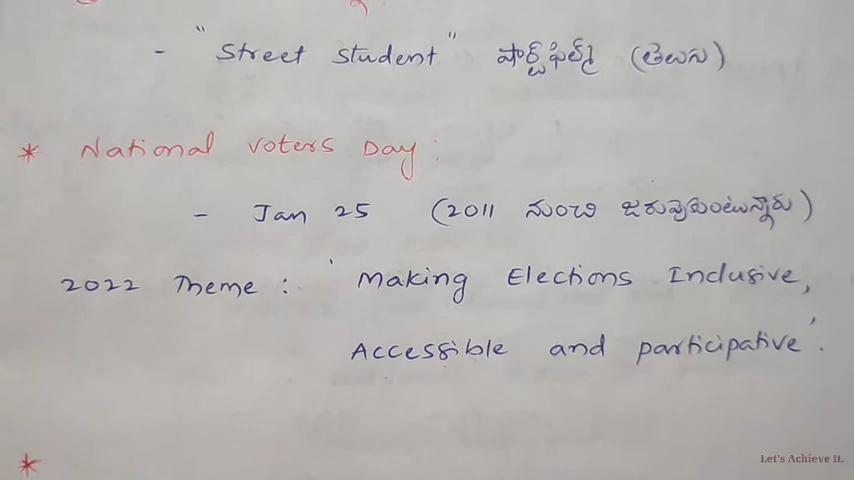 - "Street student" షార్ట్ ఫిల్మ్ (తెలుగు)
* National Voters Day :
- Jan 25 (2011 నుంచి జరుపుకుంటున్నారు)
2022 Theme : 'Making Elections Inclusive,
Accessible and participative'.
*
Let's Achieve It.